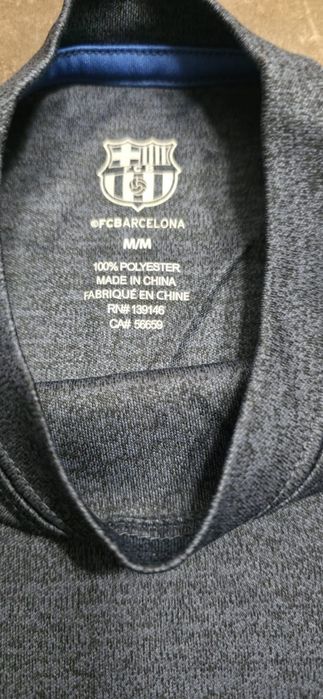 ©FCBARCELONA
M/M
100% POLYESTER
MADE IN CHINA
FABRIQUÉ EN CHINE
RN# 139146
CA# 56659